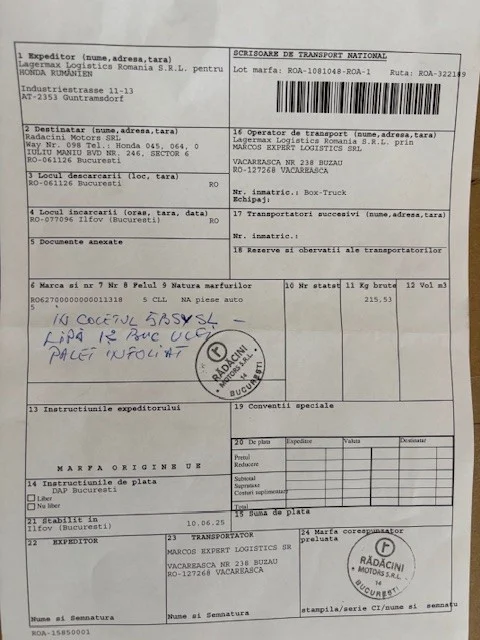 SCRISOARE DE TRANSPORT NATIONAL
1 Expeditor (nume,adresa,tara)
Lagermax Logistics Romania S.R.L. pentru
HONDA RUMÄNIEN
Industriestrasse 11-13
AT-2353 Guntramsdorf
Lot marfa: ROA-1081048-ROA-1 Ruta: ROA-322189
2 Destinatar (nume,adresa,tara)
Radacini Motors SRL
Way Nr. 098 Tel.: Honda 045, 064, 0
IULIU MANIU BVD NR. 246, SECTOR 6
RO-061126 Bucuresti
16 Operator de transport (nume,adresa,tara)
Lagermax Logistics Romania S.R.L. prin
MARCOS EXPERT LOGISTICS SRL
VACAREASCA NR 238 BUZAU
RO-127268 VACAREASCA
Nr. inmatric.: Box-Truck
Echipaj:
3 Locul descarcarii (loc, tara)
RO-061126 Bucuresti RO
4 Locul incarcarii (oras, tara, data)
RO-077096 Ilfov (Bucuresti) RO
17 Transportatori succesivi (nume,adresa,tara)
Nr. inmatric.:
5 Documente anexate
18 Rezerve si obervatii ale transportatorilor
6 Marca si nr 7 Nr 8 Felul 9 Natura marfurilor
10 Nr statst
11 Kg brute
12 Vol m3
RO62700000000011318 5 CLL NA piese auto
215,53
5
IN COLETUL
LIPA 12 BUC ULEI
PALET INFOLIAT
RĂDĂCINI
MOTORS S.R.L.
14
BUCUREȘTI
13 Instructiunile expeditorului
19 Conventii speciale
MARFA ORIGINE UE
20 De plata Expediere Valuta Destinatar
Pretul
Reducere
Subtotal
Suprataxe
Costuri suplimentare
Total
14 Instructiunile de plata
DAP Bucuresti
Liber
Nu liber
15 Suma de plata
21 Stabilit in
Ilfov (Bucuresti) 10.06.25
22 EXPEDITOR
23 TRANSPORTATOR
MARCOS EXPERT LOGISTICS SR
VACAREASCA NR 238 BUZAU
RO-127268 VACAREASCA
24 Marfa corespunzator
preluata
RĂDĂCINI
MOTORS S.R.L.
14
BUCUREȘTI
Nume si Semnatura
Nume si Semnatura
stampila/serie CI/nume si semnatu
ROA-15850001